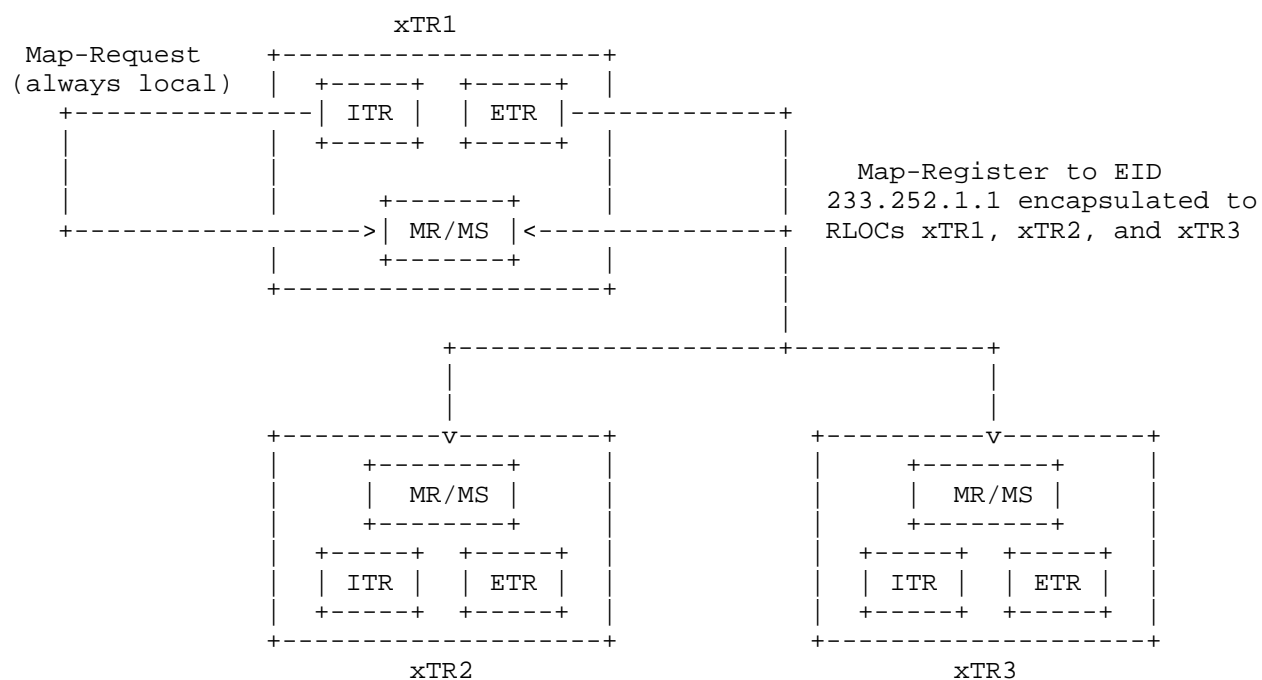 xTR1
Map-Request
(always local)
ITR ETR
Map-Register to EID
233.252.1.1 encapsulated to
MR/MS RLOCs xTR1, xTR2, and xTR3
MR/MS MR/MS
ITR ETR ITR ETR
xTR2 xTR3